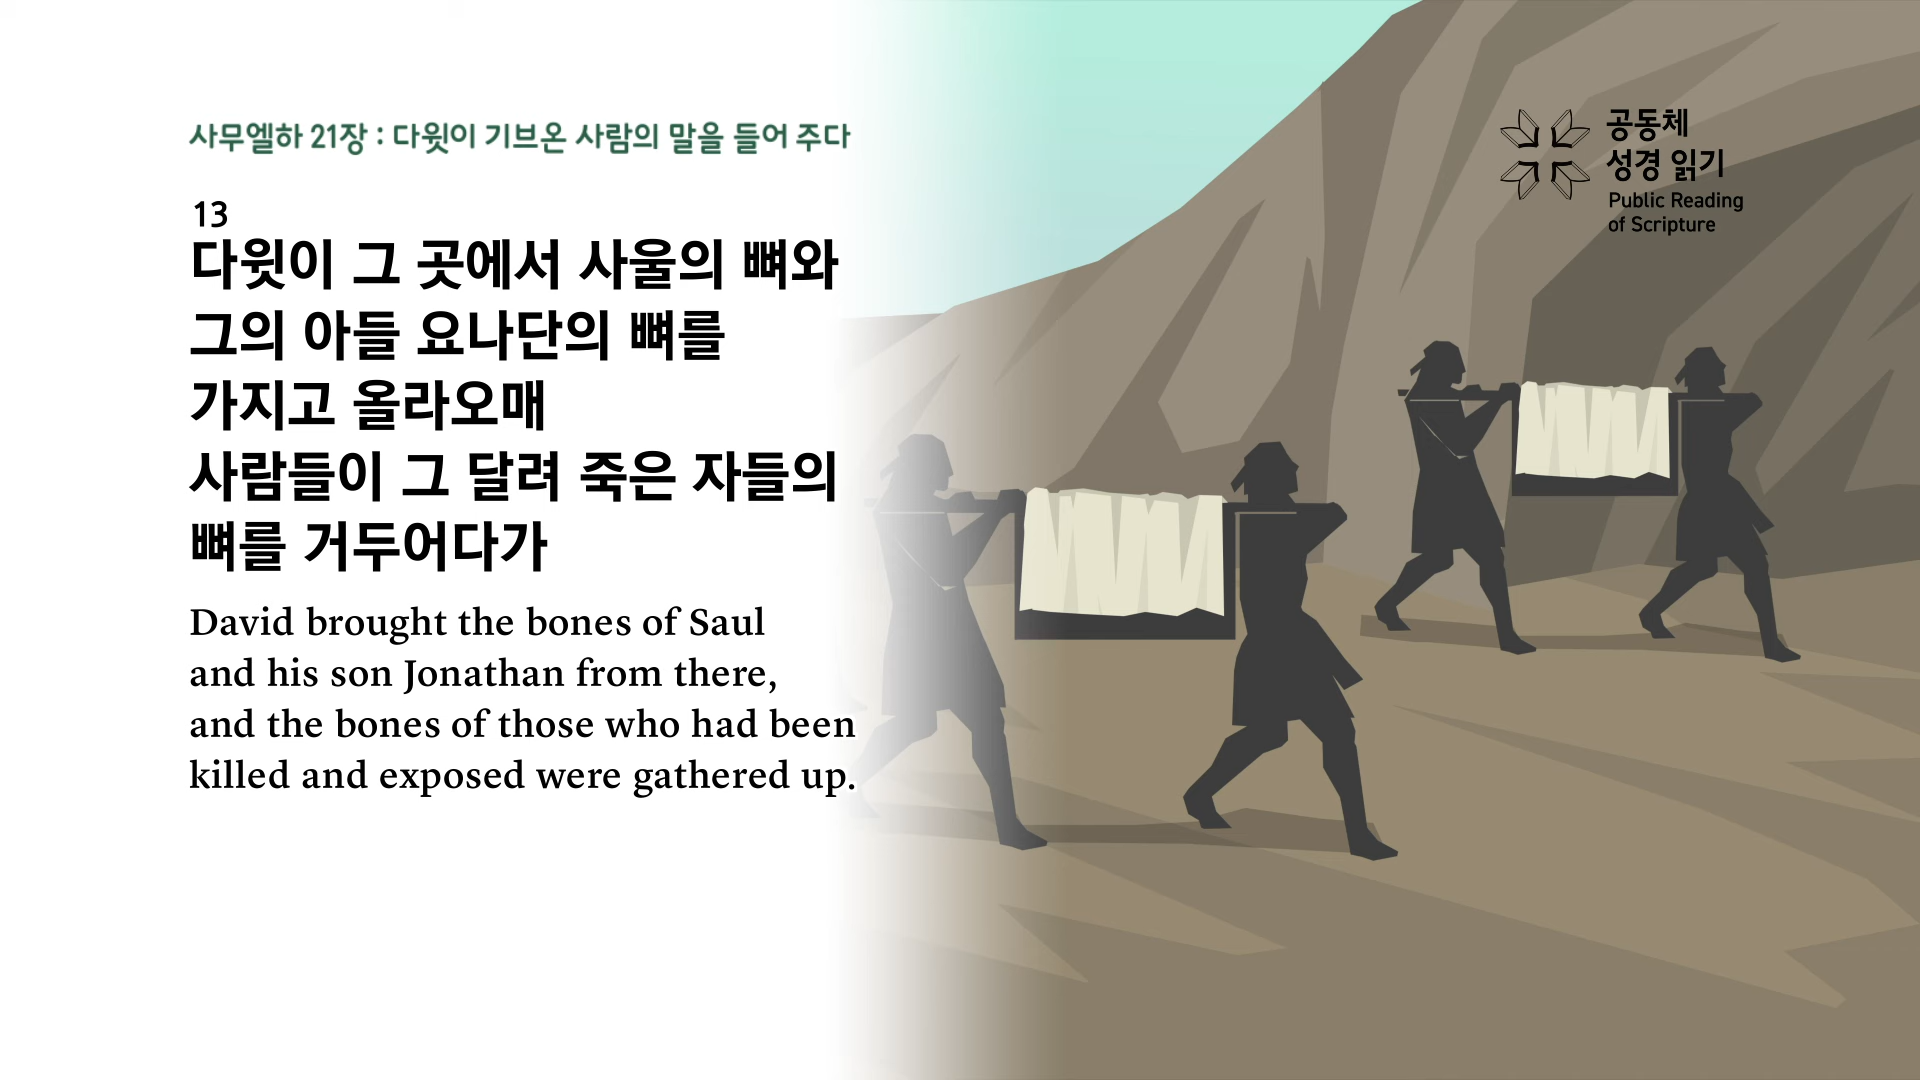 사무엘하 21장 : 다윗이 기브온 사람의 말을 들어 주다
13
다윗이 그 곳에서 사울의 뼈와
그의 아들 요나단의 뼈를
가지고 올라오매
사람들이 그 달려 죽은 자들의
뼈를 거두어다가
David brought the bones of Saul
and his son Jonathan from there,
and the bones of those who had been
killed and exposed were gathered up.
공동체
성경 읽기
Public Reading
of Scripture